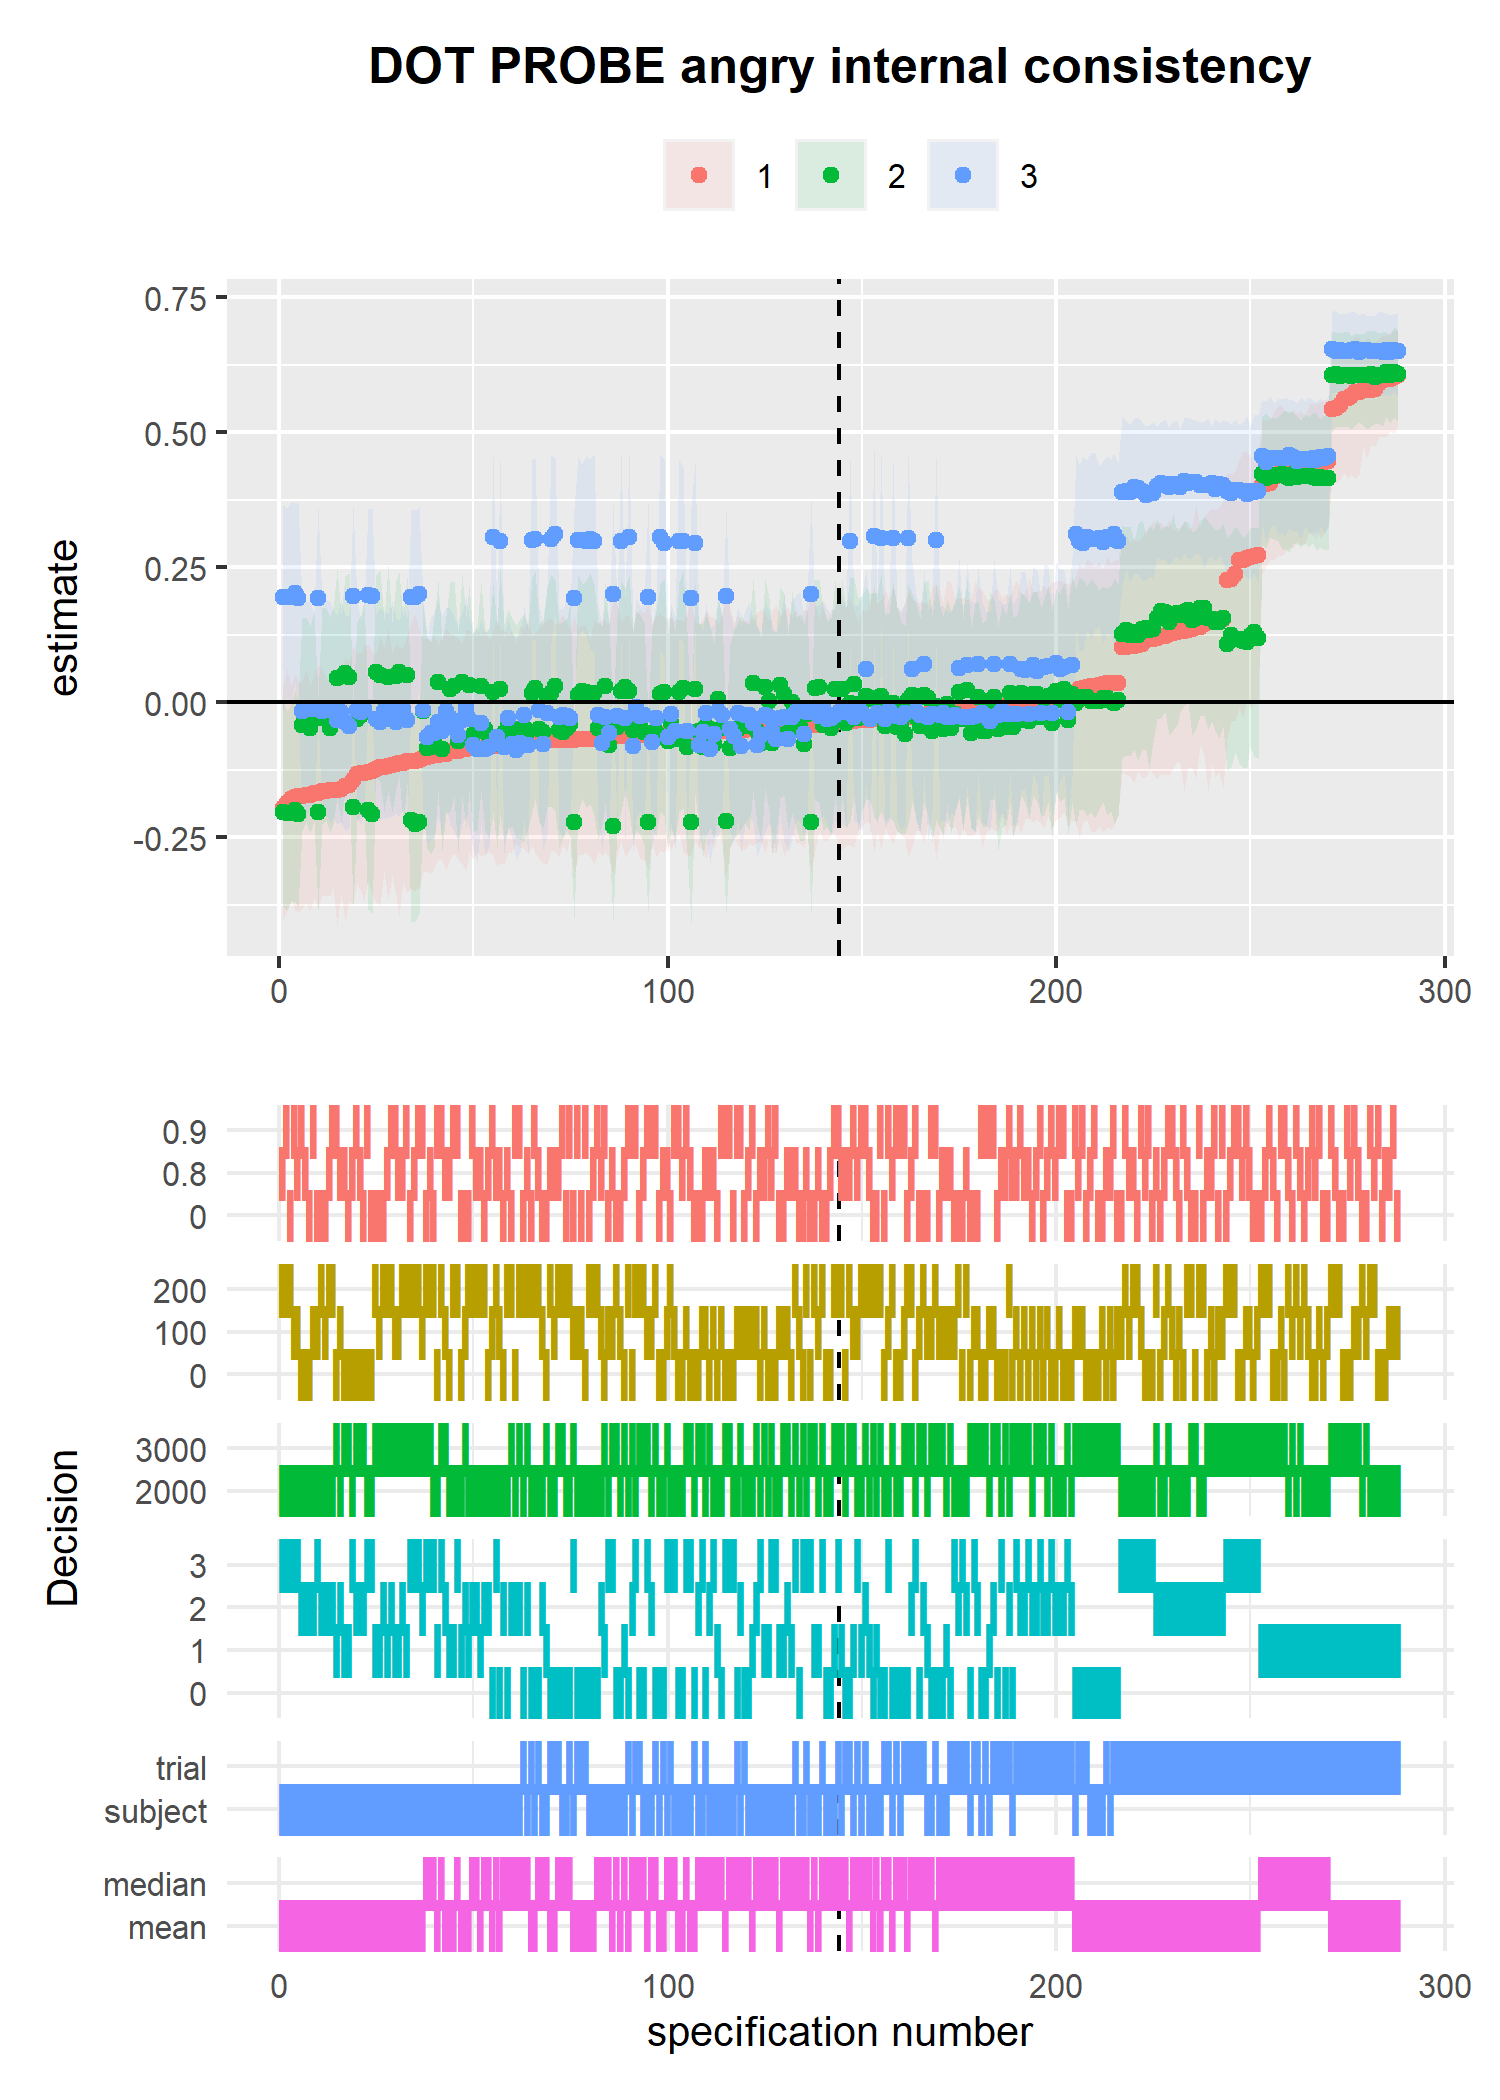 DOT PROBE angry internal consistency
1 2 3
estimate
0.75
0.50
0.25
0.00
-0.25
0 100 200 300
Decision
0.9
0.8
0
200
100
0
3000
2000
3
2
1
0
trial
subject
median
mean
0 100 200 300
specification number